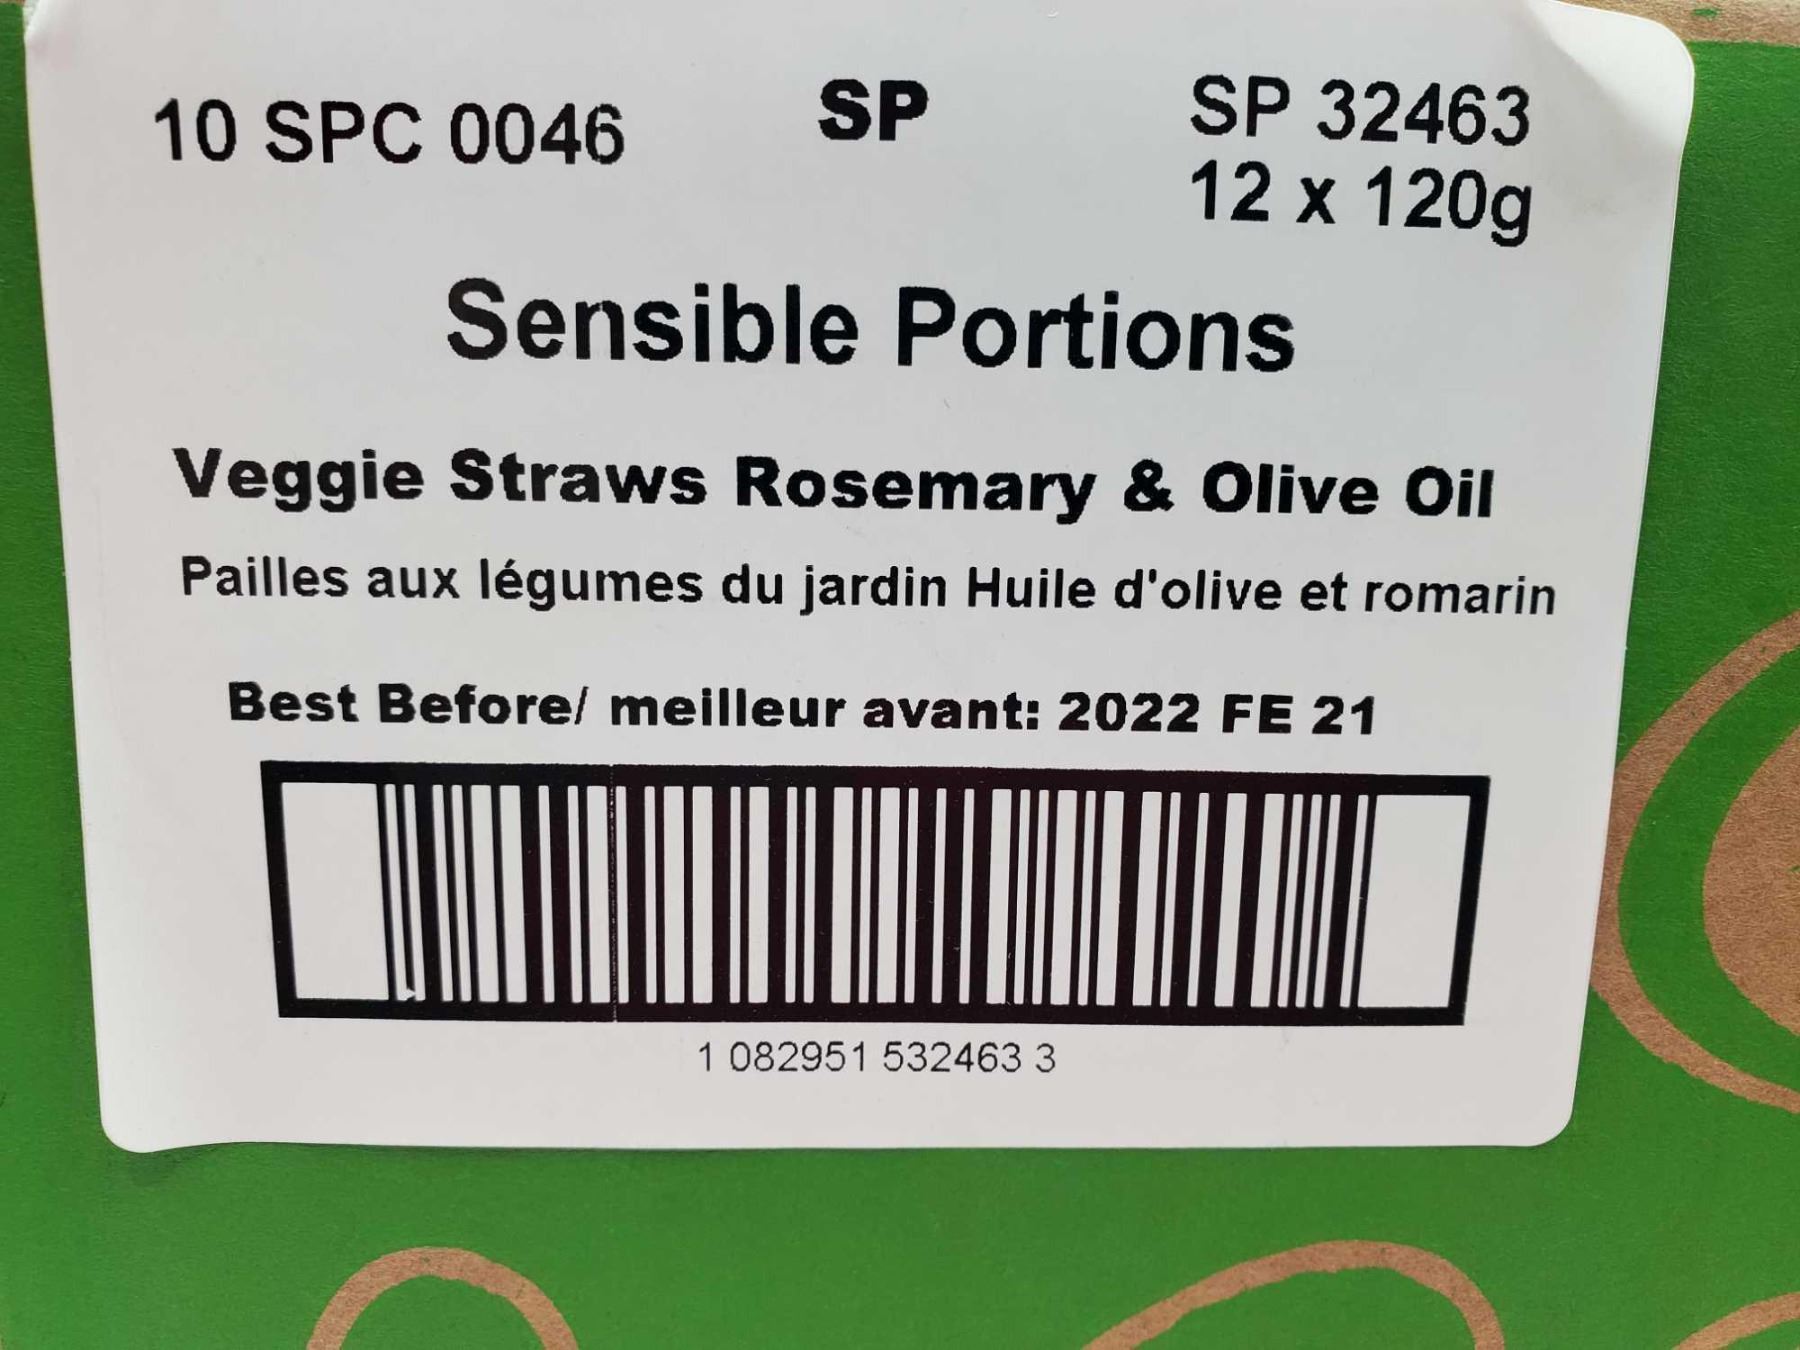 10 SPC 0046 SP SP 32463
12 x 120g
Sensible Portions
Veggie Straws Rosemary & Olive Oil
Pailles aux légumes du jardin Huile d'olive et romarin
Best Before/ meilleur avant: 2022 FE 21
1 082951 532463 3